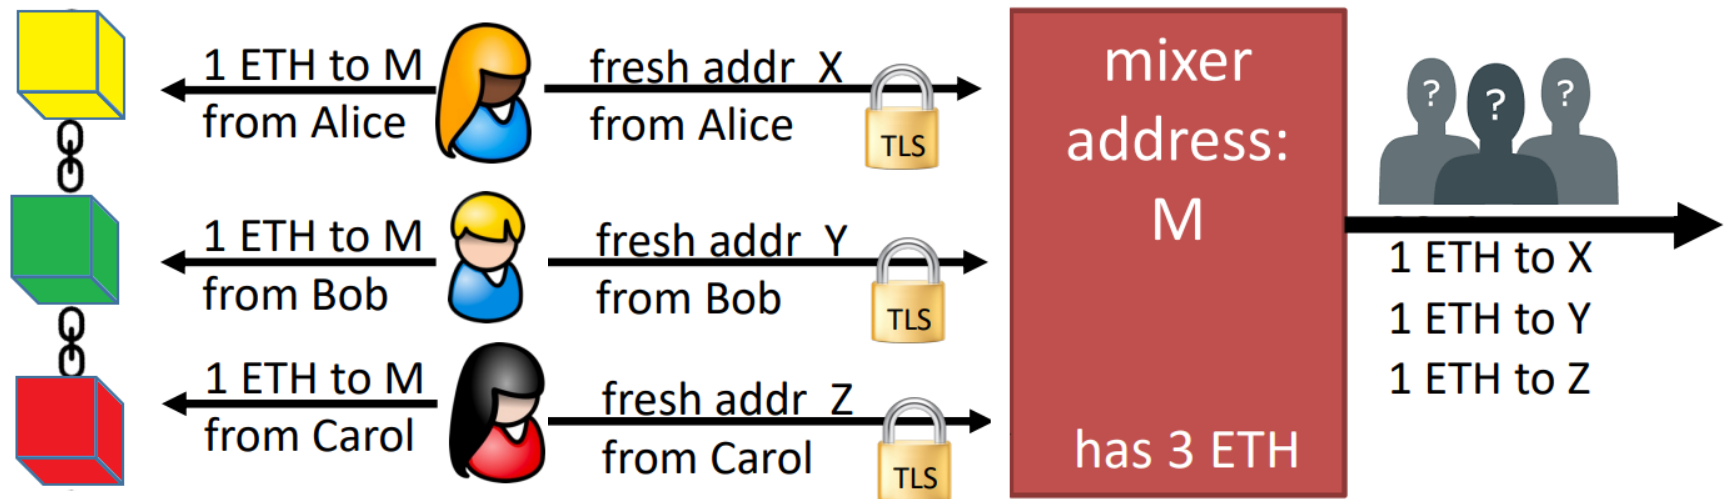 1 ETH to M
from Alice
fresh addr X
from Alice
TLS
1 ETH to M
from Bob
fresh addr Y
from Bob
TLS
1 ETH to M
from Carol
fresh addr Z
from Carol
TLS
mixer
address:
M
has 3 ETH
? ? ?
1 ETH to X
1 ETH to Y
1 ETH to Z